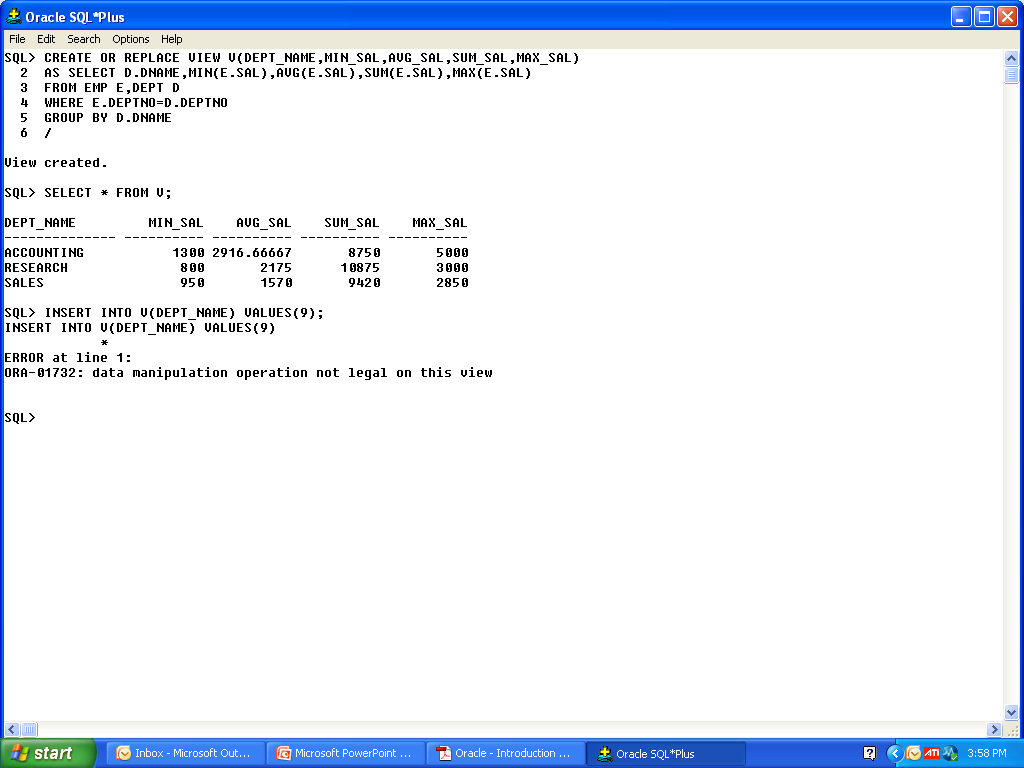 Oracle SQL*Plus
File Edit Search Options Help
SQL> CREATE OR REPLACE VIEW V(DEPT_NAME,MIN_SAL,AVG_SAL,SUM_SAL,MAX_SAL)
2 AS SELECT D.DNAME,MIN(E.SAL),AVG(E.SAL),SUM(E.SAL),MAX(E.SAL)
3 FROM EMP E,DEPT D
4 WHERE E.DEPTNO=D.DEPTNO
5 GROUP BY D.DNAME
6 /
View created.
SQL> SELECT * FROM V;
DEPT_NAME MIN_SAL AVG_SAL SUM_SAL MAX_SAL
-------------- ---------- ---------- ---------- ----------
ACCOUNTING 1300 2916.66667 8750 5000
RESEARCH 800 2175 10875 3000
SALES 950 1570 9420 2850
SQL> INSERT INTO V(DEPT_NAME) VALUES(9);
INSERT INTO V(DEPT_NAME) VALUES(9)
*
ERROR at line 1:
ORA-01732: data manipulation operation not legal on this view
SQL>
start Inbox - Microsoft Out... Microsoft PowerPoint ... Oracle - Introduction ... Oracle SQL*Plus ATI 3:58 PM